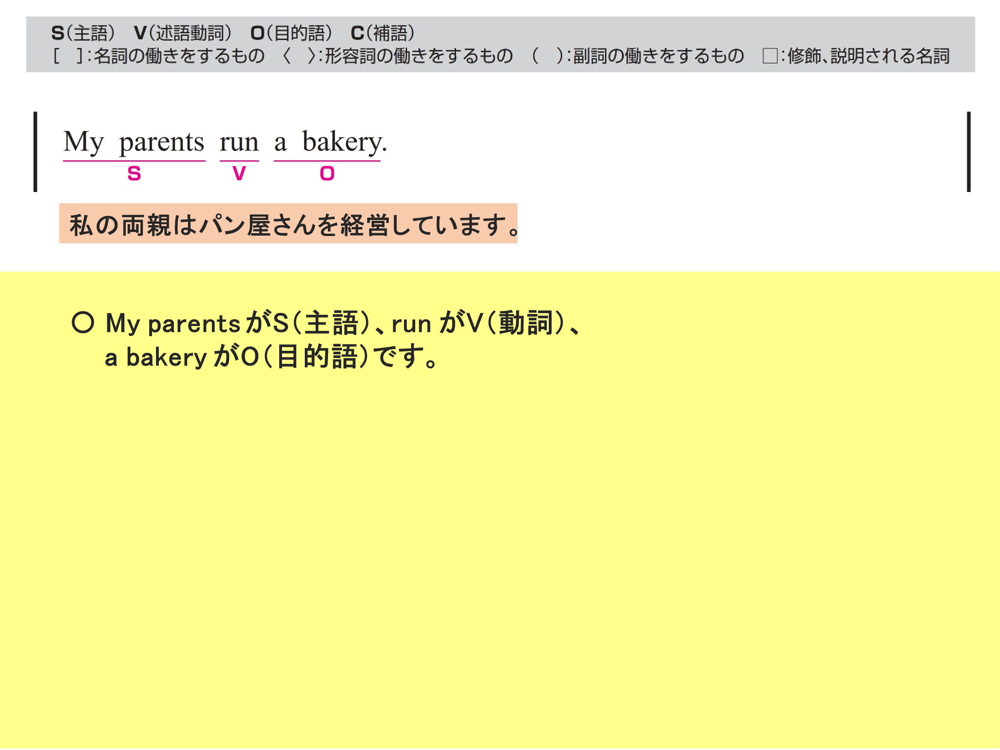 S（主語） V（述語動詞） O（目的語） C（補語）
[ ]：名詞の働きをするもの 〈 〉：形容詞の働きをするもの （ ）：副詞の働きをするもの □：修飾、説明される名詞
My parents run a bakery.
S V O
私の両親はパン屋さんを経営しています。
○ My parents がS（主語）、run がV（動詞）、
a bakery がO（目的語）です。